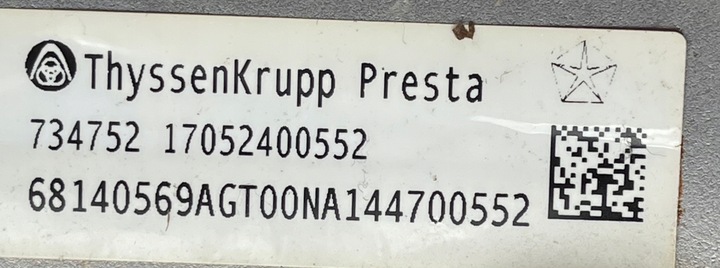 ThyssenKrupp Presta
734752 17052400552
68140569AGT00NA144700552